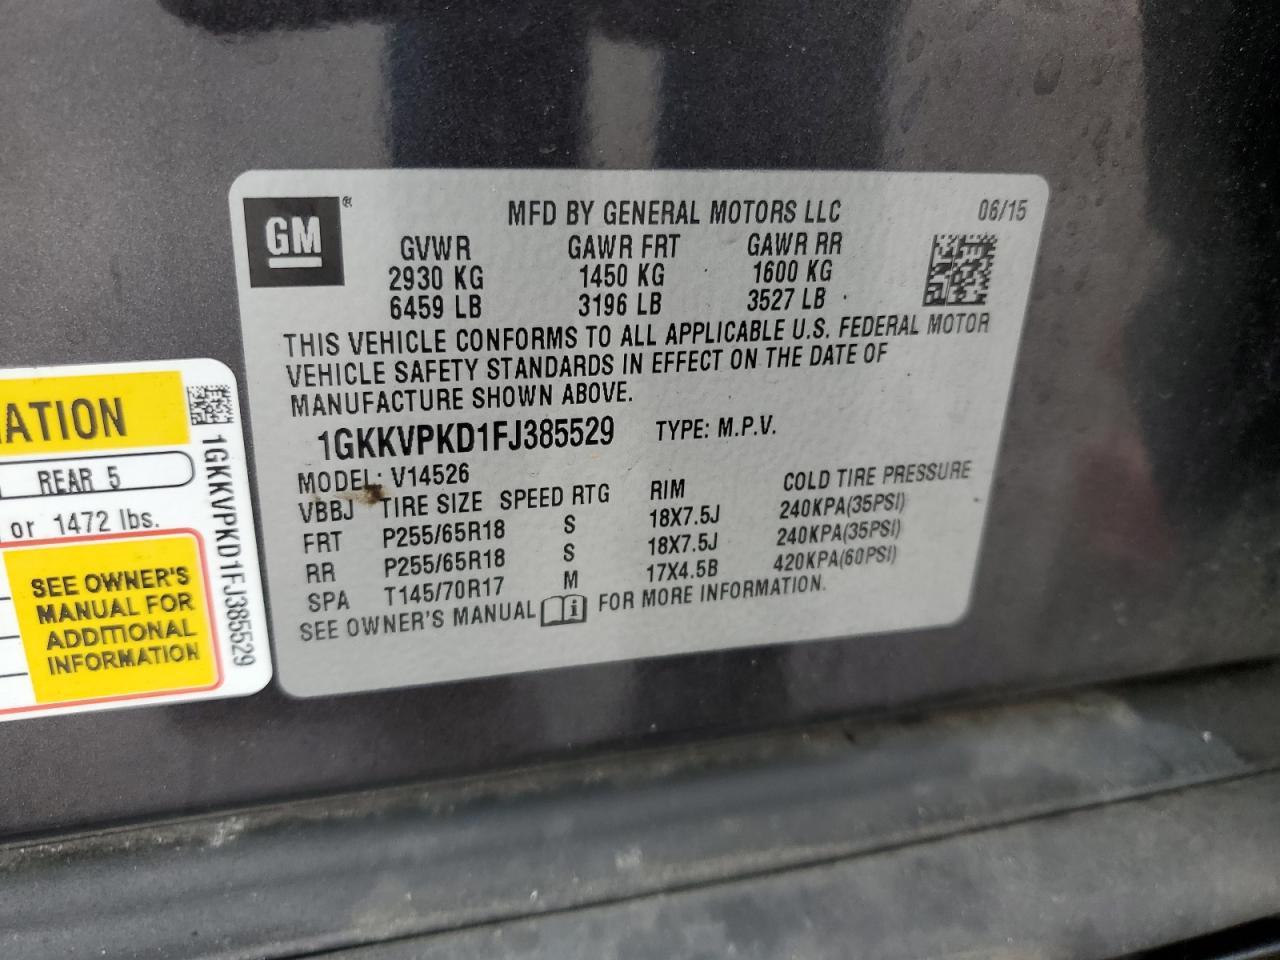 GM ®
MFD BY GENERAL MOTORS LLC 06/15
GVWR GAWR FRT GAWR RR
2930 KG 1450 KG 1600 KG
6459 LB 3196 LB 3527 LB
THIS VEHICLE CONFORMS TO ALL APPLICABLE U.S. FEDERAL MOTOR
VEHICLE SAFETY STANDARDS IN EFFECT ON THE DATE OF
MANUFACTURE SHOWN ABOVE.
1GKKVPKD1FJ385529 TYPE: M.P.V.
MODEL: V14526
VBBJ TIRE SIZE SPEED RTG RIM COLD TIRE PRESSURE
FRT P255/65R18 S 18X7.5J 240KPA(35PSI)
RR P255/65R18 S 18X7.5J 240KPA(35PSI)
SPA T145/70R17 M 17X4.5B 420KPA(60PSI)
SEE OWNER'S MANUAL FOR MORE INFORMATION.
ATION
REAR 5
or 1472 lbs.
SEE OWNER'S
MANUAL FOR
ADDITIONAL
INFORMATION
1GKKVPKD1FJ385529